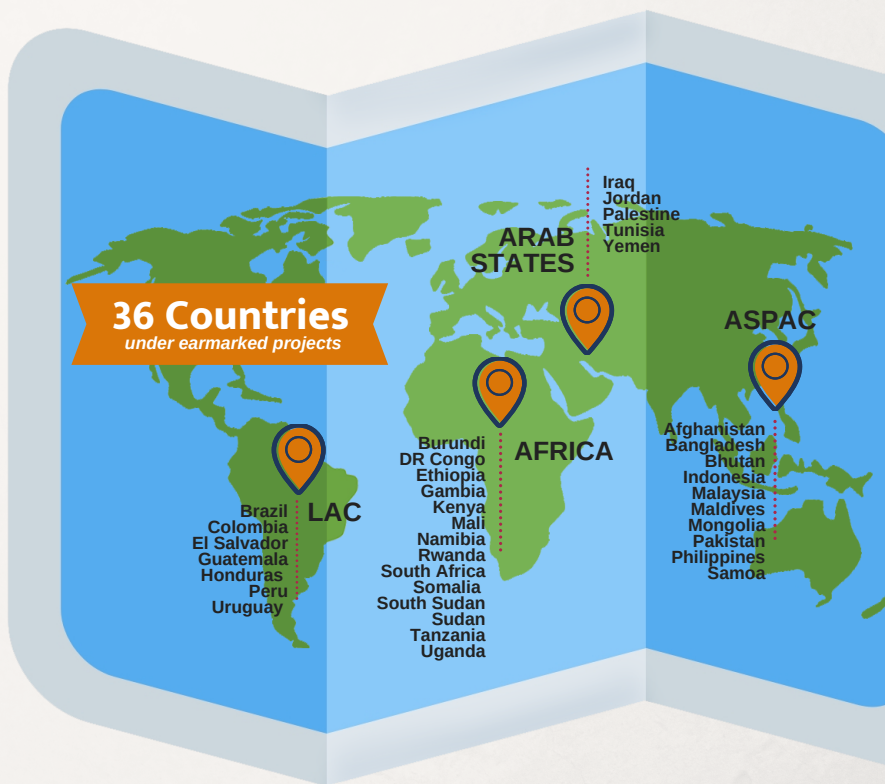 Iraq
Jordan
Palestine
Tunisia
Yemen
ARAB
STATES
36 Countries
under earmarked projects
ASPAC
Afghanistan
Bangladesh
Bhutan
Indonesia
Malaysia
Maldives
Mongolia
Pakistan
Philippines
Samoa
AFRICA
Burundi
DR Congo
Ethiopia
Gambia
Kenya
Mali
Namibia
Rwanda
South Africa
Somalia
South Sudan
Sudan
Tanzania
Uganda
LAC
Brazil
Colombia
El Salvador
Guatemala
Honduras
Peru
Uruguay